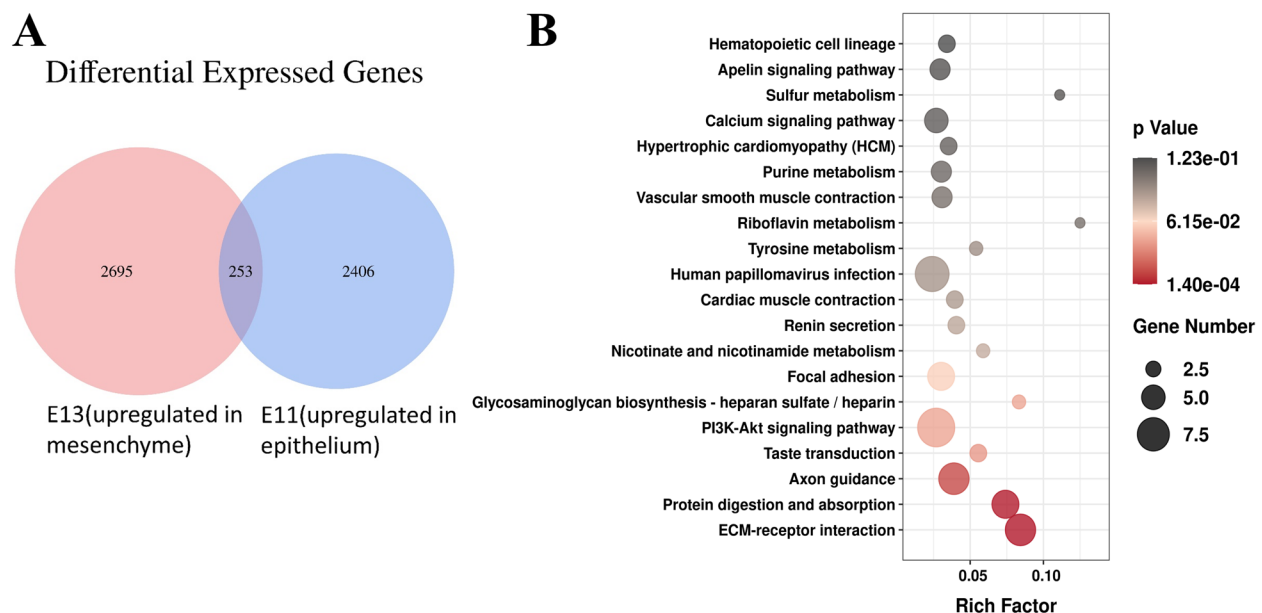 A
Differential Expressed Genes
2695
253
2406
E13(upregulated in
mesenchyme)
E11(upregulated in
epithelium)
B
Hematopoietic cell lineage
Apelin signaling pathway
Sulfur metabolism
Calcium signaling pathway
Hypertrophic cardiomyopathy (HCM)
Purine metabolism
Vascular smooth muscle contraction
Riboflavin metabolism
Tyrosine metabolism
Human papillomavirus infection
Cardiac muscle contraction
Renin secretion
Nicotinate and nicotinamide metabolism
Focal adhesion
Glycosaminoglycan biosynthesis - heparan sulfate / heparin
PI3K-Akt signaling pathway
Taste transduction
Axon guidance
Protein digestion and absorption
ECM-receptor interaction
0.05
0.10
Rich Factor
p Value
1.23e-01
6.15e-02
1.40e-04
Gene Number
2.5
5.0
7.5